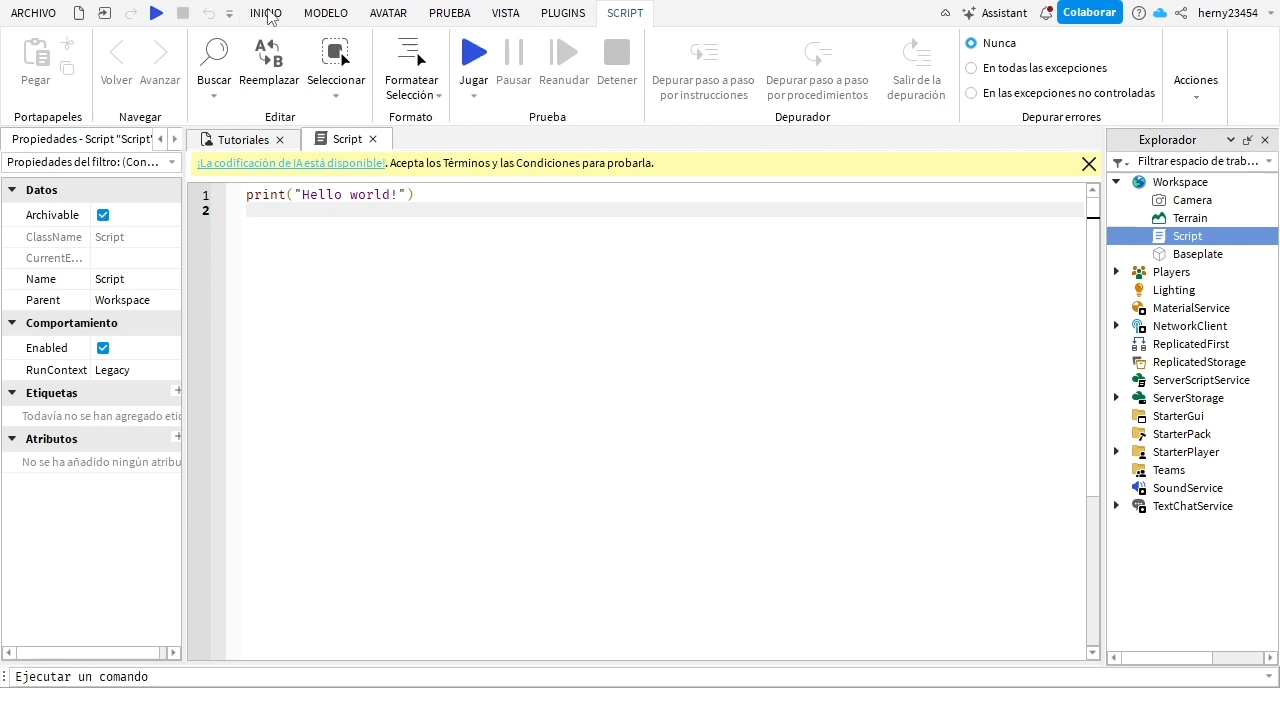 ARCHIVO INICIO MODELO AVATAR PRUEBA VISTA PLUGINS SCRIPT Assistant Colaborar herny23454
Pegar Volver Avanzar Buscar Reemplazar Seleccionar Formatear Selección Jugar Pausar Reanudar Detener Depurar paso a paso por instrucciones Depurar paso a paso por procedimientos Salir de la depuración
Nunca
En todas las excepciones
En las excepciones no controladas
Acciones
Portapapeles Navegar Editar Formato Prueba Depurador Depurar errores
Propiedades - Script "Script"
Tutoriales
Script
Explorador
Propiedades del filtro: (Con...
¡La codificación de IA está disponible!. Acepta los Términos y las Condiciones para probarla.
Filtrar espacio de trab...
Datos
Archivable
ClassName Script
CurrentE...
Name Script
Parent Workspace
Comportamiento
Enabled
RunContext Legacy
Etiquetas
Todavía no se han agregado etiq
Atributos
No se ha añadido ningún atribu
1 print("Hello world!")
2
Workspace
Camera
Terrain
Script
Baseplate
Players
Lighting
MaterialService
NetworkClient
ReplicatedFirst
ReplicatedStorage
ServerScriptService
ServerStorage
StarterGui
StarterPack
StarterPlayer
Teams
SoundService
TextChatService
Ejecutar un comando